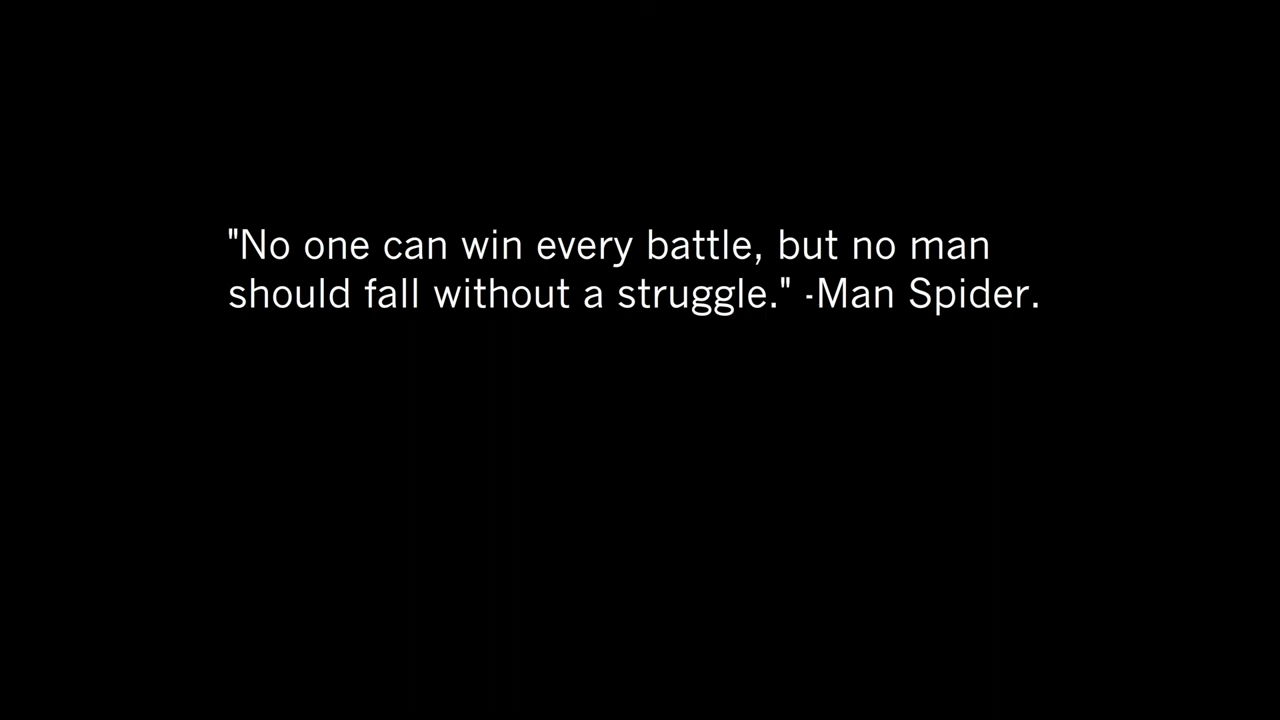 "No one can win every battle, but no man
should fall without a struggle." -Man Spider.